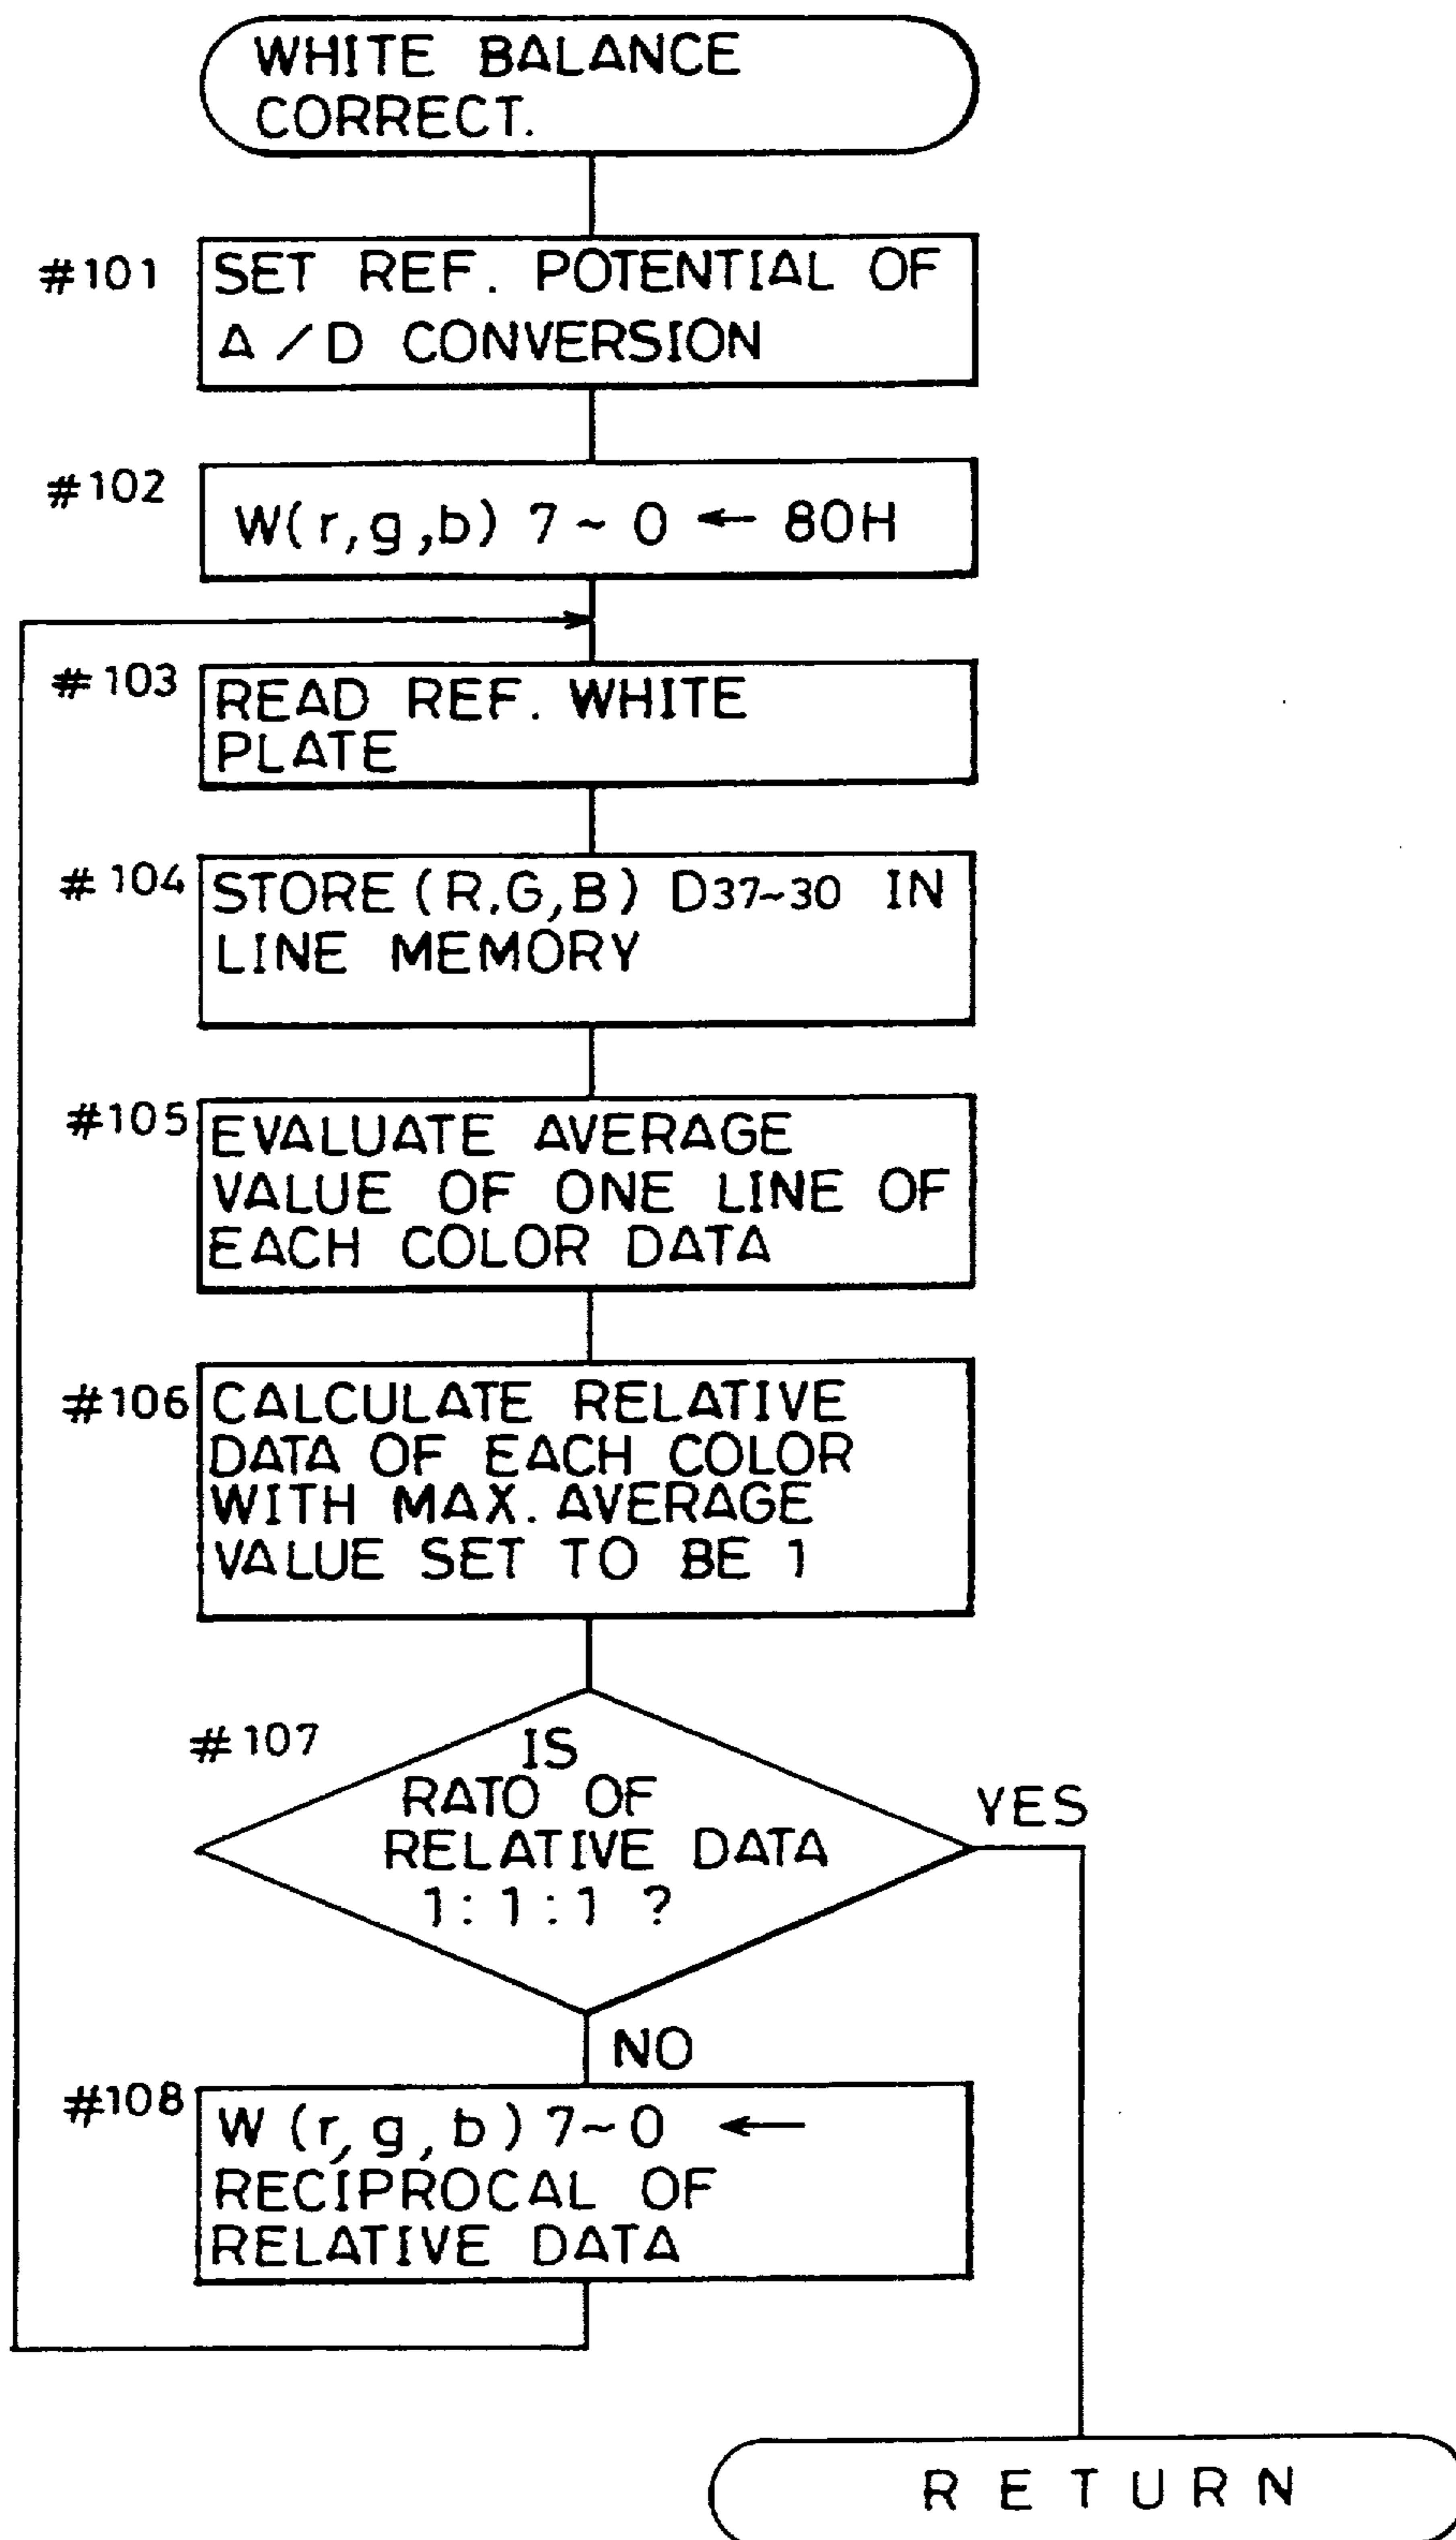 WHITE BALANCE
CORRECT.
#101
SET REF. POTENTIAL OF
A/D CONVERSION
#102
W(r,g,b) 7~0 ← 80H
#103
READ REF. WHITE
PLATE
#104
STORE (R,G,B) D37~30 IN
LINE MEMORY
#105
EVALUATE AVERAGE
VALUE OF ONE LINE OF
EACH COLOR DATA
#106
CALCULATE RELATIVE
DATA OF EACH COLOR
WITH MAX. AVERAGE
VALUE SET TO BE 1
#107
IS
RATO OF
RELATIVE DATA
1:1:1 ?
YES
NO
#108
W (r,g,b) 7~0 ←
RECIPROCAL OF
RELATIVE DATA
RETURN